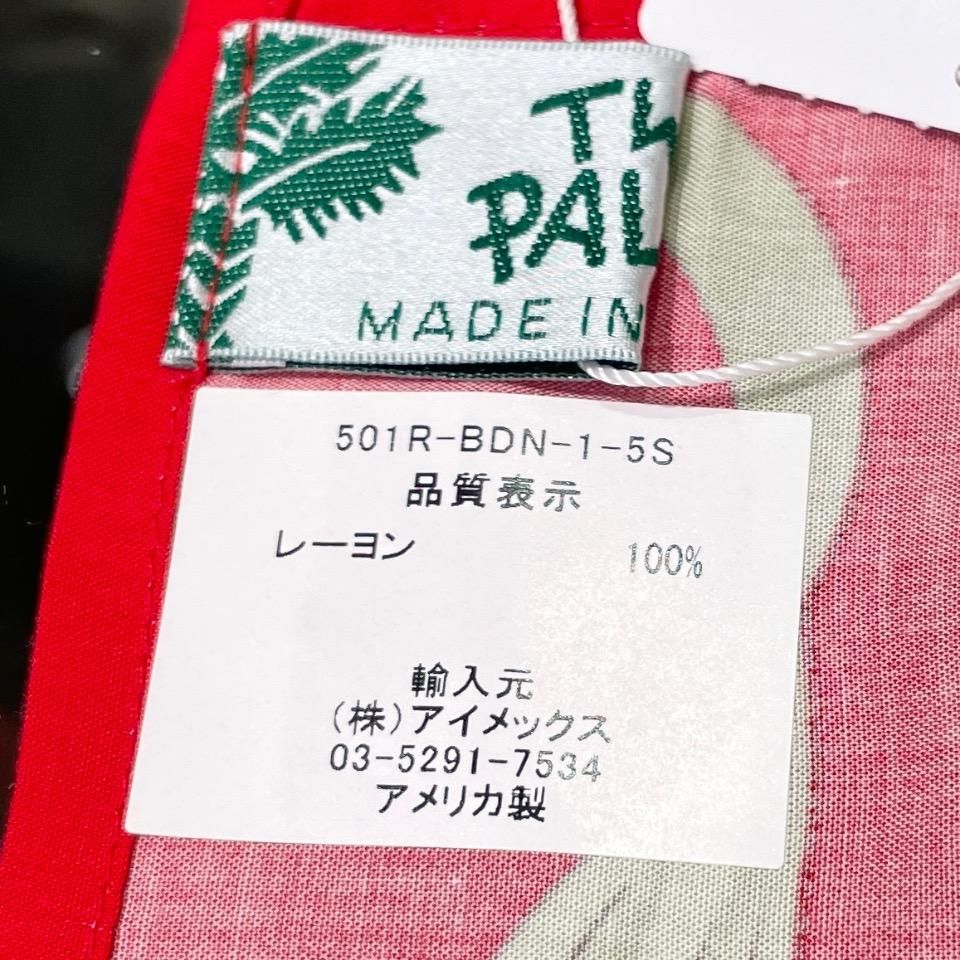 PAL
MADE IN
501R-BDN-1-5S
品質表示
レーヨン 100%
輸入元
(株)アイメックス
03-5291-7534
アメリカ製